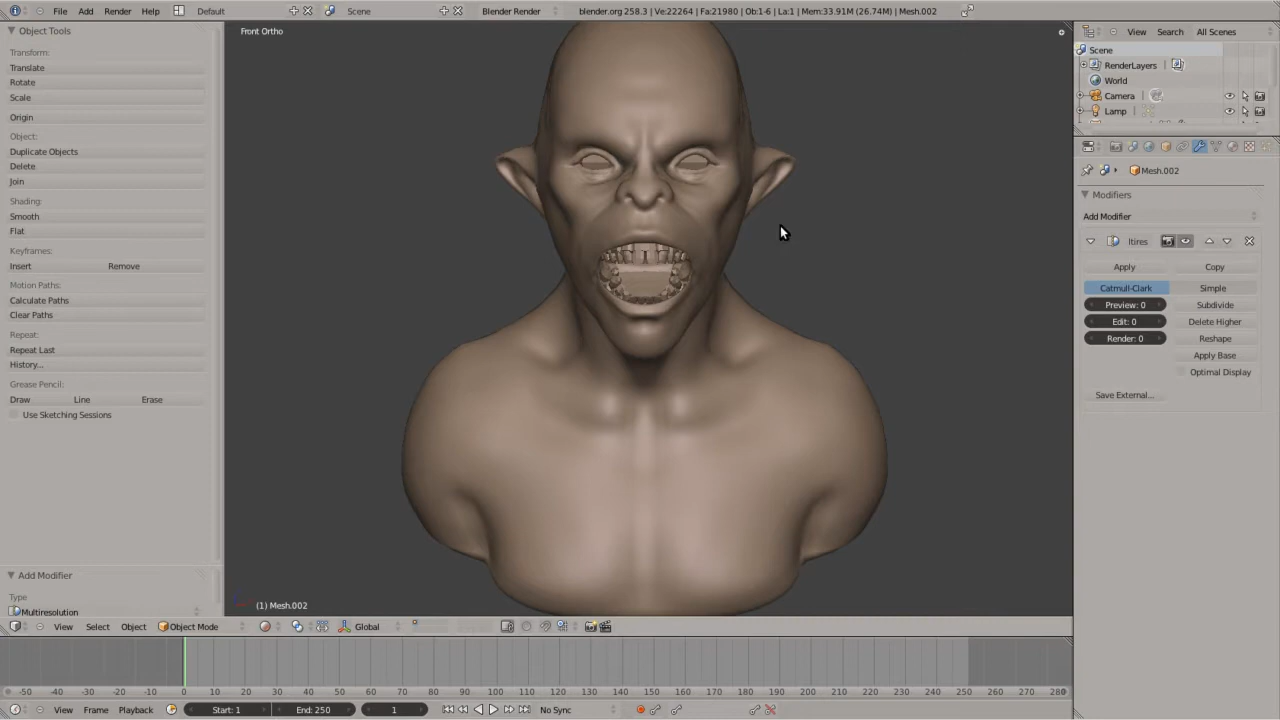 File Add Render Help Default Scene Blender Render blender.org 258.3 | Ve:22264 | Fa:21980 | Ob:1-6 | La:1 | Mem:33.91M (26.74M) | Mesh.002
Object Tools
Transform:
Translate
Rotate
Scale
Origin
Object:
Duplicate Objects
Delete
Join
Shading:
Smooth
Flat
Keyframes:
Insert Remove
Motion Paths:
Calculate Paths
Clear Paths
Repeat:
Repeat Last
History...
Grease Pencil:
Draw Line Erase
Use Sketching Sessions
Add Modifier
Type
Multiresolution
Front Ortho
(1) Mesh.002
View Select Object Object Mode Global
View Search All Scenes
Scene
RenderLayers |
World
Camera |
Lamp |
Mesh.002
Modifiers
Add Modifier
ltires
Apply Copy
Catmull-Clark Simple
Preview: 0 Subdivide
Edit: 0 Delete Higher
Render: 0 Reshape
Apply Base
Optimal Display
Save External...
-50 -40 -30 -20 -10 0 10 20 30 40 50 60 70 80 90 100 110 120 130 140 150 160 170 180 190 200 210 220 230 240 250 260 270 280
View Frame Playback Start: 1 End: 250 1 No Sync